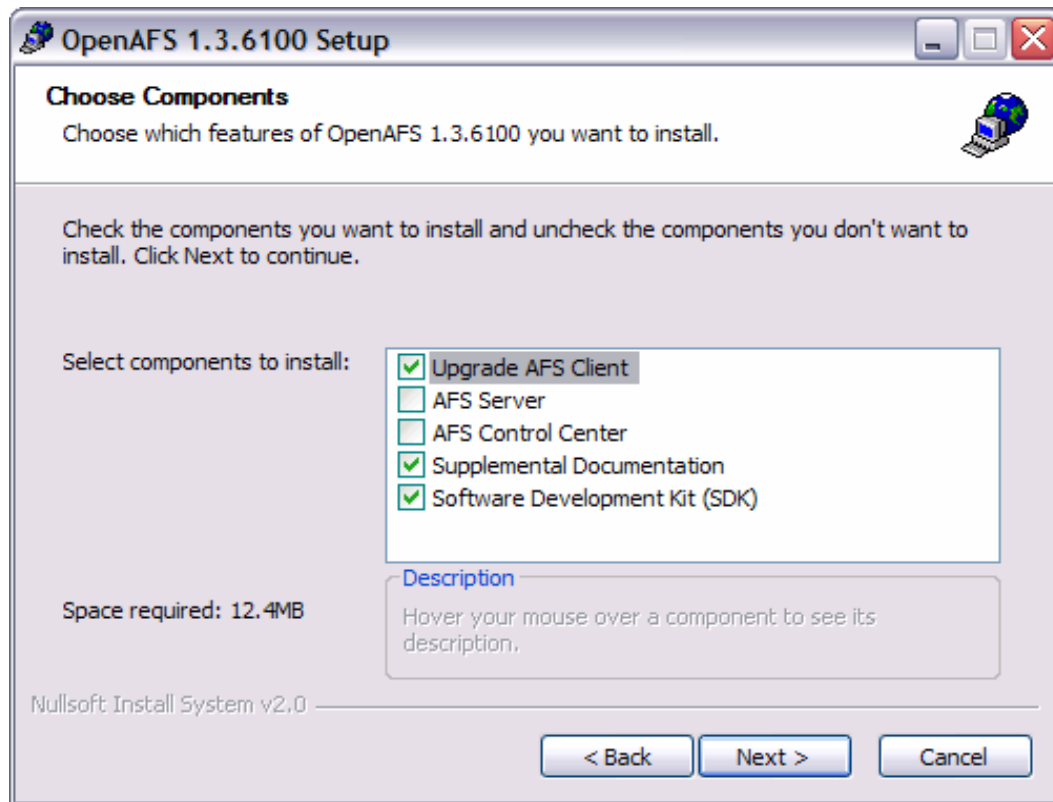 OpenAFS 1.3.6100 Setup
Choose Components
Choose which features of OpenAFS 1.3.6100 you want to install.
Check the components you want to install and uncheck the components you don't want to
install. Click Next to continue.
Select components to install:
Upgrade AFS Client
AFS Server
AFS Control Center
Supplemental Documentation
Software Development Kit (SDK)
Space required: 12.4MB
Description
Hover your mouse over a component to see its
description.
Nullsoft Install System v2.0
< Back
Next >
Cancel